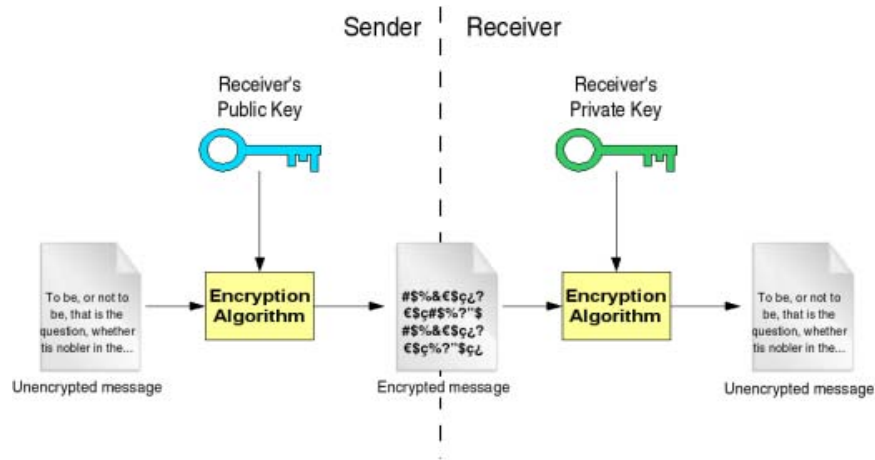 Sender
Receiver
Receiver's
Public Key
Receiver's
Private Key
To be, or not to
be, that is the
question, whether
tis nobler in the...
Unencrypted message
Encryption
Algorithm
#$%&€$ç¿?
€$ç#$%?"$
#$%&€$ç¿?
€$ç%?"$ç¿
Encrypted message
Encryption
Algorithm
To be, or not to
be, that is the
question, whether
tis nobler in the...
Unencrypted message